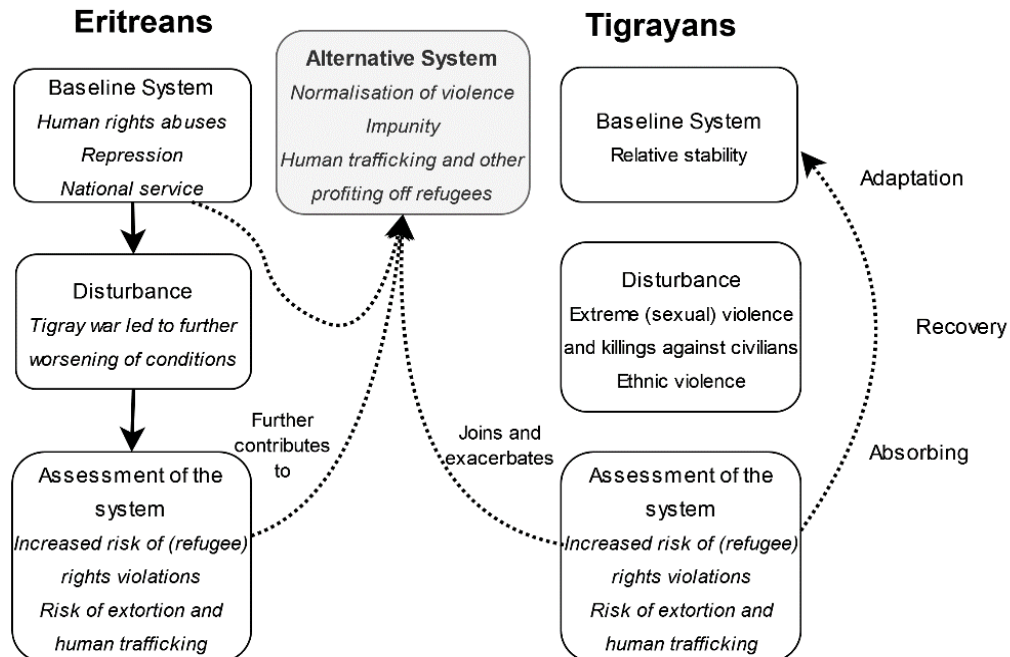 Eritreans
Baseline System
Human rights abuses
Repression
National service
Disturbance
Tigray war led to further
worsening of conditions
Assessment of the
system
Increased risk of (refugee)
rights violations
Risk of extortion and
human trafficking
Further
contributes
to
Alternative System
Normalisation of violence
Impunity
Human trafficking and other
profiting off refugees
Joins and
exacerbates
Tigrayans
Baseline System
Relative stability
Disturbance
Extreme (sexual) violence
and killings against civilians
Ethnic violence
Assessment of the
system
Increased risk of (refugee)
rights violations
Risk of extortion and
human trafficking
Adaptation
Recovery
Absorbing